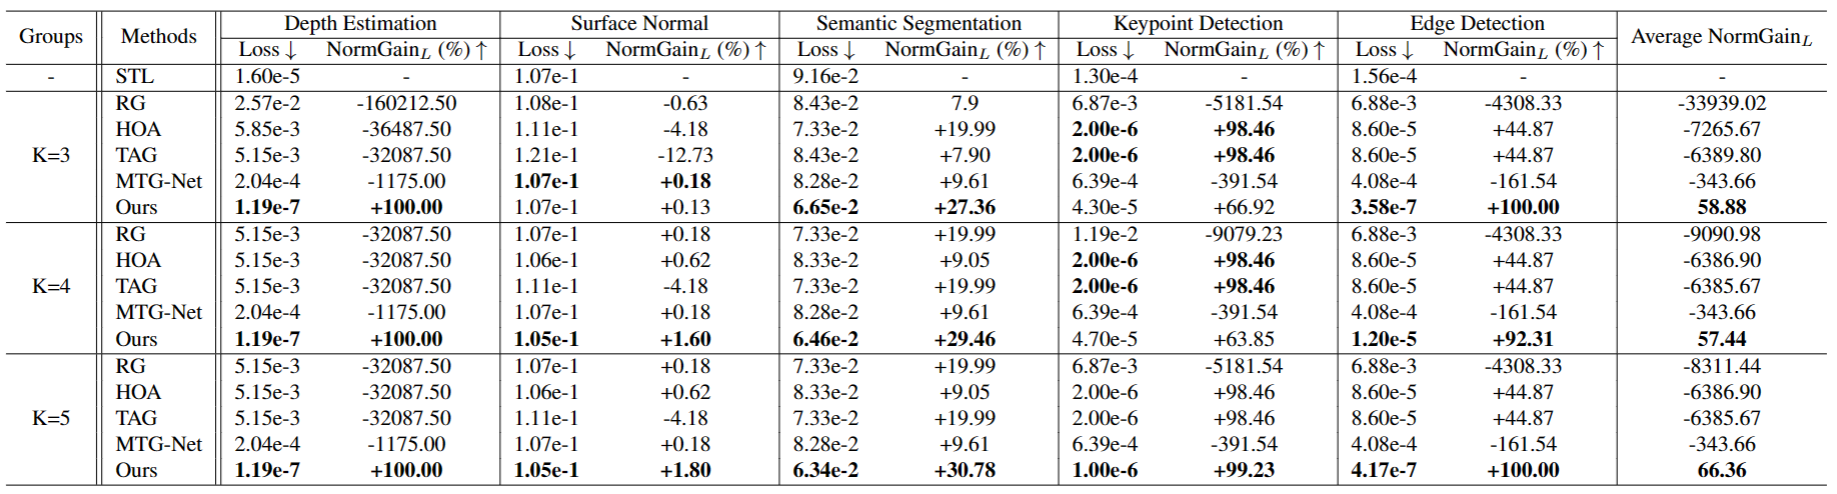 Groups Methods Depth Estimation Surface Normal Semantic Segmentation Keypoint Detection Edge Detection Average NormGain_L
Loss ↓ NormGain_L (%) ↑ Loss ↓ NormGain_L (%) ↑ Loss ↓ NormGain_L (%) ↑ Loss ↓ NormGain_L (%) ↑ Loss ↓ NormGain_L (%) ↑
- STL 1.60e-5 - 1.07e-1 - 9.16e-2 - 1.30e-4 - 1.56e-4 - -
RG 2.57e-2 -160212.50 1.08e-1 -0.63 8.43e-2 7.9 6.87e-3 -5181.54 6.88e-3 -4308.33 -33939.02
HOA 5.85e-3 -36487.50 1.11e-1 -4.18 7.33e-2 +19.99 2.00e-6 +98.46 8.60e-5 +44.87 -7265.67
K=3 TAG 5.15e-3 -32087.50 1.21e-1 -12.73 8.43e-2 +7.90 2.00e-6 +98.46 8.60e-5 +44.87 -6389.80
MTG-Net 2.04e-4 -1175.00 1.07e-1 +0.18 8.28e-2 +9.61 6.39e-4 -391.54 4.08e-4 -161.54 -343.66
Ours 1.19e-7 +100.00 1.07e-1 +0.13 6.65e-2 +27.36 4.30e-5 +66.92 3.58e-7 +100.00 58.88
RG 5.15e-3 -32087.50 1.07e-1 +0.18 7.33e-2 +19.99 1.19e-2 -9079.23 6.88e-3 -4308.33 -9090.98
HOA 5.15e-3 -32087.50 1.06e-1 +0.62 8.33e-2 +9.05 2.00e-6 +98.46 8.60e-5 +44.87 -6386.90
K=4 TAG 5.15e-3 -32087.50 1.11e-1 -4.18 7.33e-2 +19.99 2.00e-6 +98.46 8.60e-5 +44.87 -6385.67
MTG-Net 2.04e-4 -1175.00 1.07e-1 +0.18 8.28e-2 +9.61 6.39e-4 -391.54 4.08e-4 -161.54 -343.66
Ours 1.19e-7 +100.00 1.05e-1 +1.60 6.46e-2 +29.46 4.70e-5 +63.85 1.20e-5 +92.31 57.44
RG 5.15e-3 -32087.50 1.07e-1 +0.18 7.33e-2 +19.99 6.87e-3 -5181.54 6.88e-3 -4308.33 -8311.44
HOA 5.15e-3 -32087.50 1.06e-1 +0.62 8.33e-2 +9.05 2.00e-6 +98.46 8.60e-5 +44.87 -6386.90
K=5 TAG 5.15e-3 -32087.50 1.11e-1 -4.18 7.33e-2 +19.99 2.00e-6 +98.46 8.60e-5 +44.87 -6385.67
MTG-Net 2.04e-4 -1175.00 1.07e-1 +0.18 8.28e-2 +9.61 6.39e-4 -391.54 4.08e-4 -161.54 -343.66
Ours 1.19e-7 +100.00 1.05e-1 +1.80 6.34e-2 +30.78 1.00e-6 +99.23 4.17e-7 +100.00 66.36